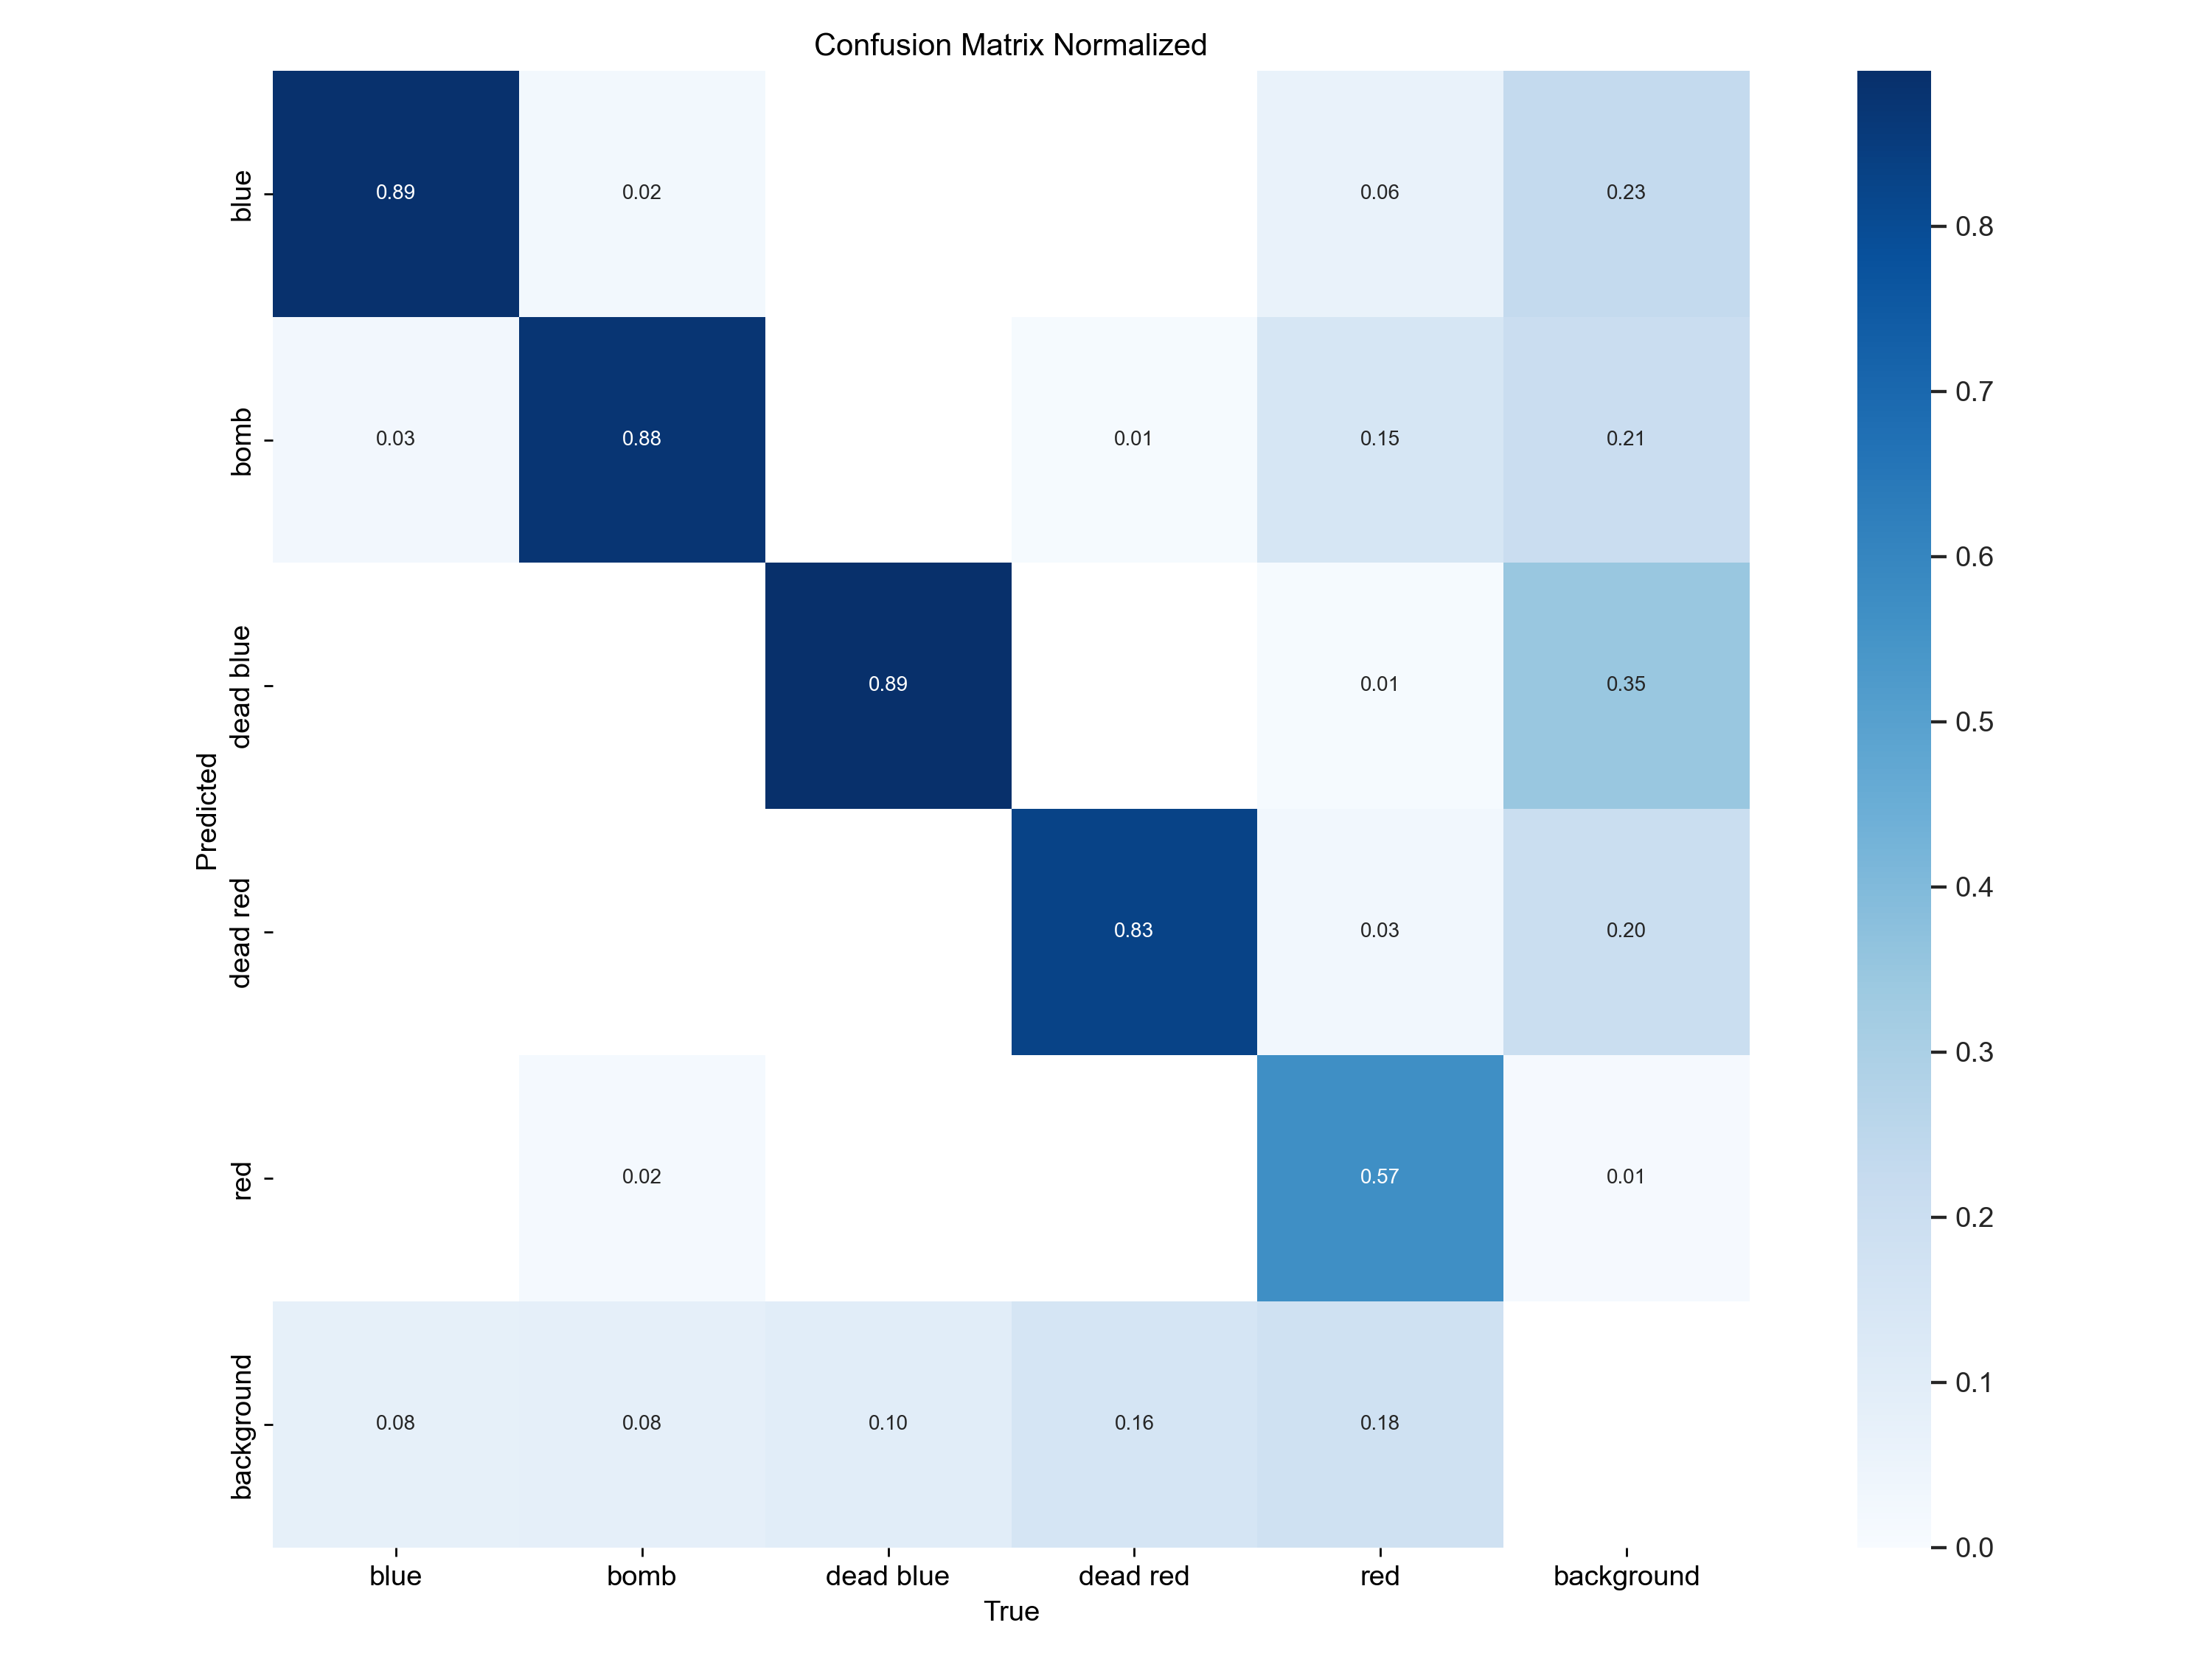 Confusion Matrix Normalized
blue
0.89
0.02
0.06
0.23
bomb
0.03
0.88
0.01
0.15
0.21
dead blue
0.89
0.01
0.35
dead red
0.83
0.03
0.20
red
0.02
0.57
0.01
background
0.08
0.08
0.10
0.16
0.18
Predicted
blue
bomb
dead blue
dead red
red
background
True
0.8
0.7
0.6
0.5
0.4
0.3
0.2
0.1
0.0